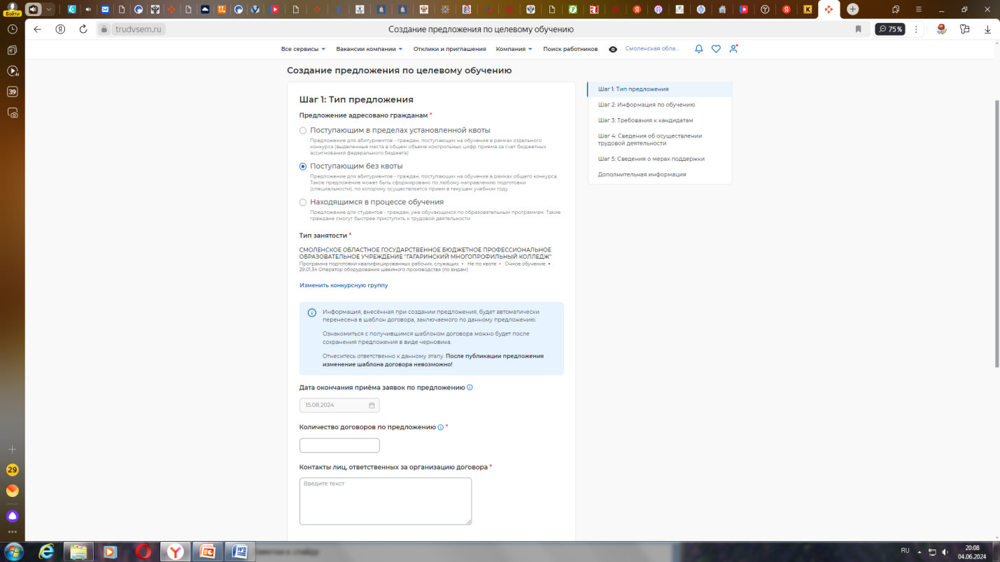 Войти
trudvsem.ru
Создание предложения по целевому обучению
75%
Все сервисы
Вакансии компании
Отклики и приглашения
Компания
Поиск работников
Смоленская обла...
39
Создание предложения по целевому обучению
Шаг 1: Тип предложения
Предложение адресовано гражданам *
Поступающим в пределах установленной квоты
Предложение для абитуриентов - граждан, поступающих на обучение в рамках отдельного
конкурса (выделенные места в общем объеме контрольных цифр приема за счет бюджетных
ассигнований федерального бюджета)
Поступающим без квоты
Предложение для абитуриентов - граждан, поступающих на обучение в рамках общего конкурса.
Такое предложение может быть сформировано по любому направлению подготовки
(специальности), по которому осуществляется прием в текущем учебном году
Находящимся в процессе обучения
Предложение для студентов - граждан, уже обучающихся по образовательным программам. Такие
граждане смогут быстрее приступить к трудовой деятельности
Тип занятости *
СМОЛЕНСКОЕ ОБЛАСТНОЕ ГОСУДАРСТВЕННОЕ БЮДЖЕТНОЕ ПРОФЕССИОНАЛЬНОЕ
ОБРАЗОВАТЕЛЬНОЕ УЧРЕЖДЕНИЕ "ГАГАРИНСКИЙ МНОГОПРОФИЛЬНЫЙ КОЛЛЕДЖ"
Программа подготовки квалифицированных рабочих, служащих • Не по квоте • Очное обучение •
29.01.34 Оператор оборудования швейного производства (по видам)
Изменить конкурсную группу
Информация, внесённая при создании предложения, будет автоматически
перенесена в шаблон договора, заключаемого по данному предложению.
Ознакомиться с получившимся шаблоном договора можно будет после
сохранения предложения в виде черновика.
Отнеситесь ответственно к данному этапу. После публикации предложения
изменение шаблона договора невозможно!
Дата окончания приёма заявок по предложению
15.08.2024
Количество договоров по предложению *
Контакты лиц, ответственных за организацию договора *
Введите текст
Шаг 1: Тип предложения
Шаг 2: Информация по обучению
Шаг 3: Требования к кандидатам
Шаг 4: Сведения об осуществлении
трудовой деятельности
Шаг 5: Сведения о мерах поддержки
Дополнительная информация
29
RU
20:08
04.06.2024